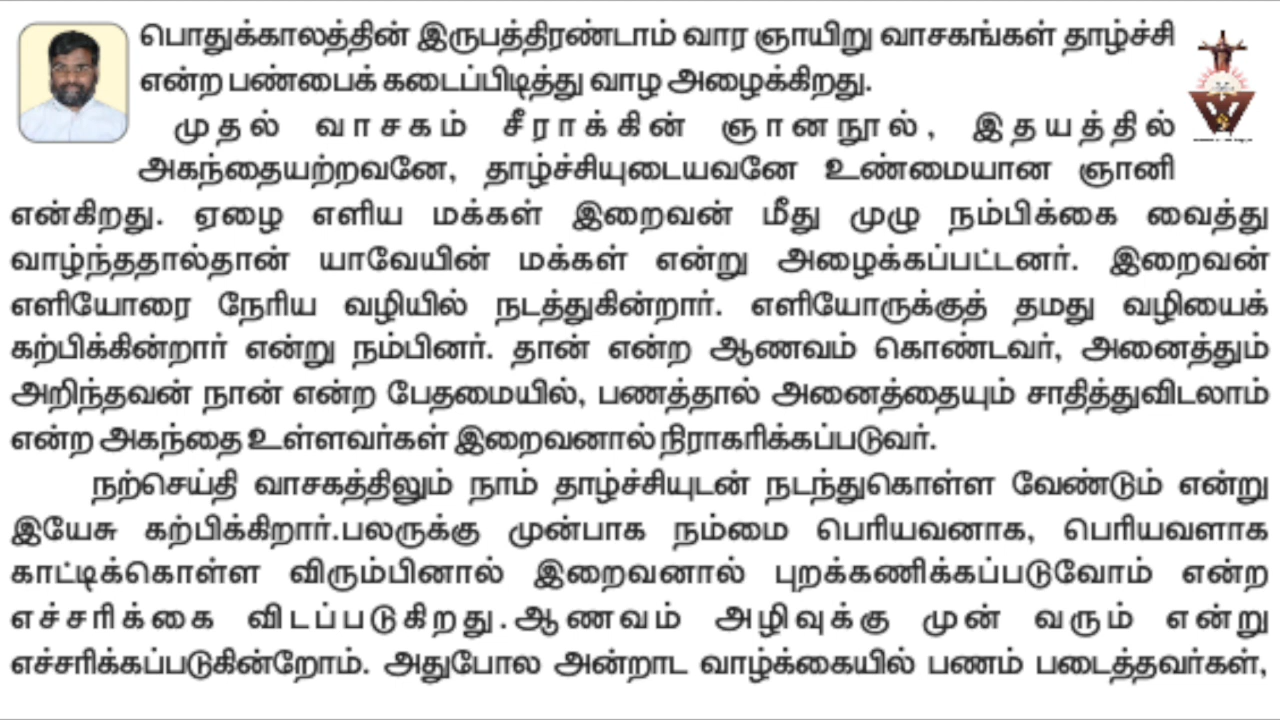 பொதுக்காலத்தின் இருபத்திரண்டாம் வார ஞாயிறு வாசகங்கள் தாழ்ச்சி
என்ற பண்பைக் கடைப்பிடித்து வாழ அழைக்கிறது.
முதல் வாசகம் சீராக்கின் ஞானநூல், இதயத்தில்
அகந்தையற்றவனே, தாழ்ச்சியுடையவனே உண்மையான ஞானி
என்கிறது. ஏழை எளிய மக்கள் இறைவன் மீது முழு நம்பிக்கை வைத்து
வாழ்ந்ததால்தான் யாவேயின் மக்கள் என்று அழைக்கப்பட்டனர். இறைவன்
எளியோரை நேரிய வழியில் நடத்துகின்றார். எளியோருக்குத் தமது வழியைக்
கற்பிக்கின்றார் என்று நம்பினர். தான் என்ற ஆணவம் கொண்டவர், அனைத்தும்
அறிந்தவன் நான் என்ற பேதமையில், பணத்தால் அனைத்தையும் சாதித்துவிடலாம்
என்ற அகந்தை உள்ளவர்கள் இறைவனால் நிராகரிக்கப்படுவர்.
நற்செய்தி வாசகத்திலும் நாம் தாழ்ச்சியுடன் நடந்துகொள்ள வேண்டும் என்று
இயேசு கற்பிக்கிறார்.பலருக்கு முன்பாக நம்மை பெரியவனாக, பெரியவளாக
காட்டிக்கொள்ள விரும்பினால் இறைவனால் புறக்கணிக்கப்படுவோம் என்ற
எச்சரிக்கை விடப்படுகிறது.ஆணவம் அழிவுக்கு முன் வரும் என்று
எச்சரிக்கப்படுகின்றோம். அதுபோல அன்றாட வாழ்க்கையில் பணம் படைத்தவர்கள்,